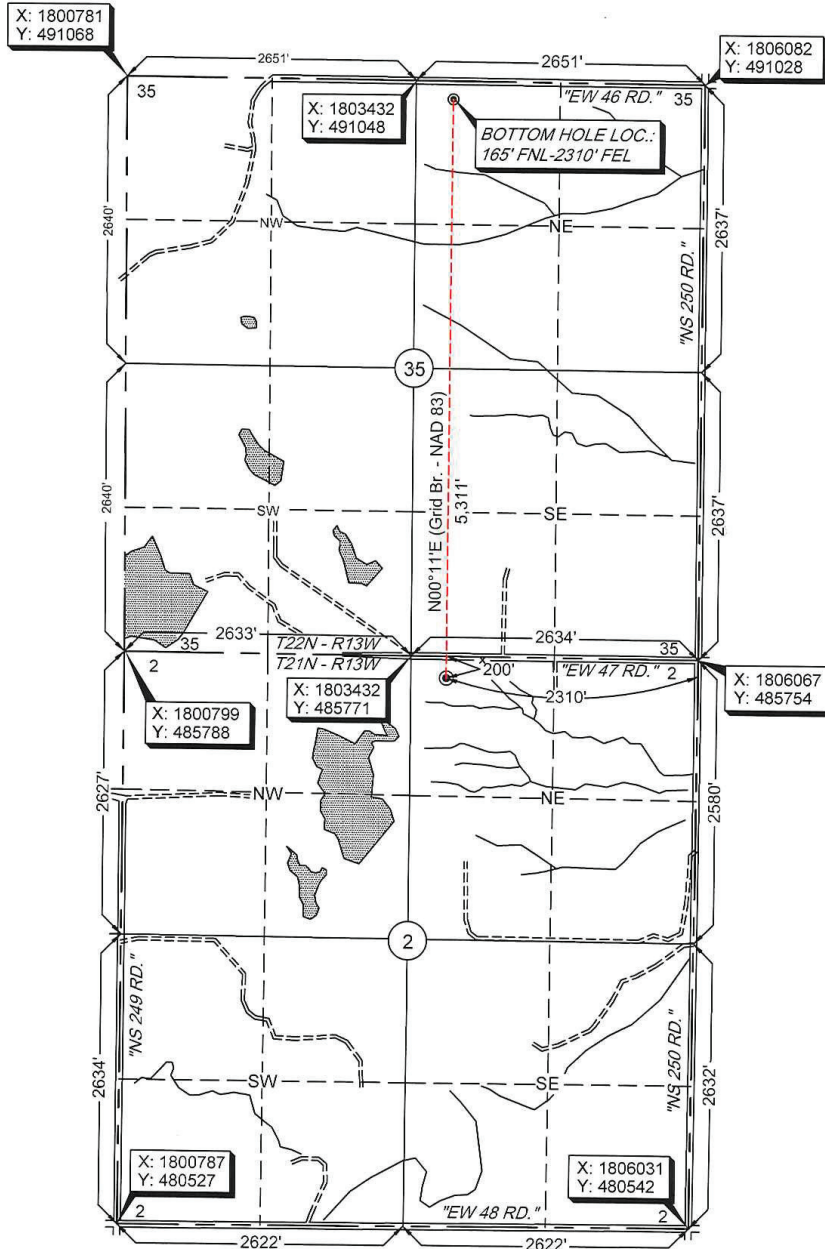 X: 1800781
Y: 491068
2651'
2651'
X: 1806082
Y: 491028
35
X: 1803432
Y: 491048
"EW 46 RD."
35
BOTTOM HOLE LOC.:
165' FNL-2310' FEL
2640'
NW
NE
2637'
"NS 250 RD."
35
N00°11'E (Grid Br. - NAD 83)
5,311'
2640'
SW
SE
2637'
2633'
35
T22N - R13W
2634'
35
2
T21N - R13W
200'
"EW 47 RD."
2
2310'
X: 1800799
Y: 485788
X: 1803432
Y: 485771
X: 1806067
Y: 485754
2627'
NW
NE
2580'
2
"NS 249 RD."
"NS 250 RD."
2634'
SW
SE
2632'
X: 1800787
Y: 480527
X: 1806031
Y: 480542
2
"EW 48 RD."
2
2622'
2622'